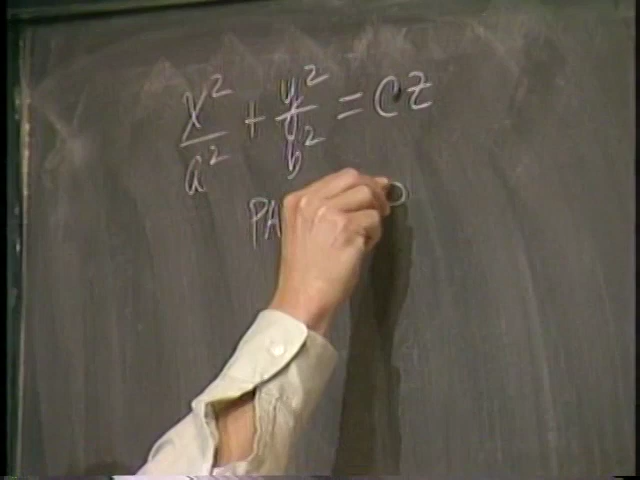 x²/a² + y²/b² = cz
PA